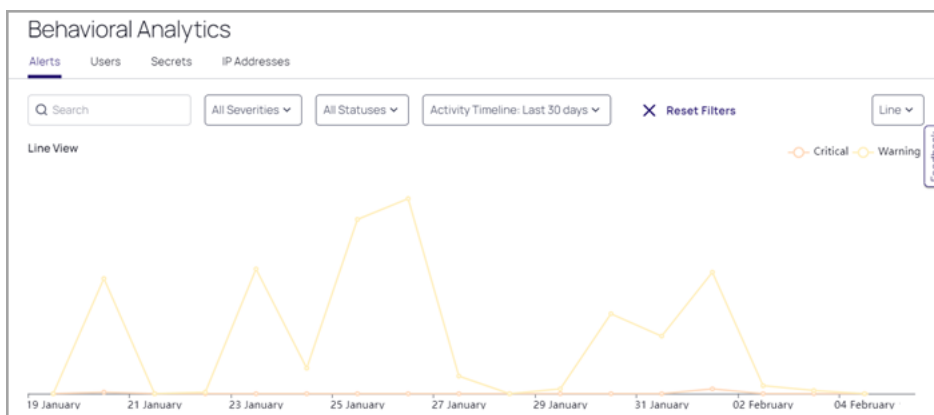 Behavioral Analytics
Alerts Users Secrets IP Addresses
Search All Severities All Statuses Activity Timeline: Last 30 days Reset Filters Line
Line View Critical Warning
19 January 21 January 23 January 25 January 27 January 29 January 31 January 02 February 04 February